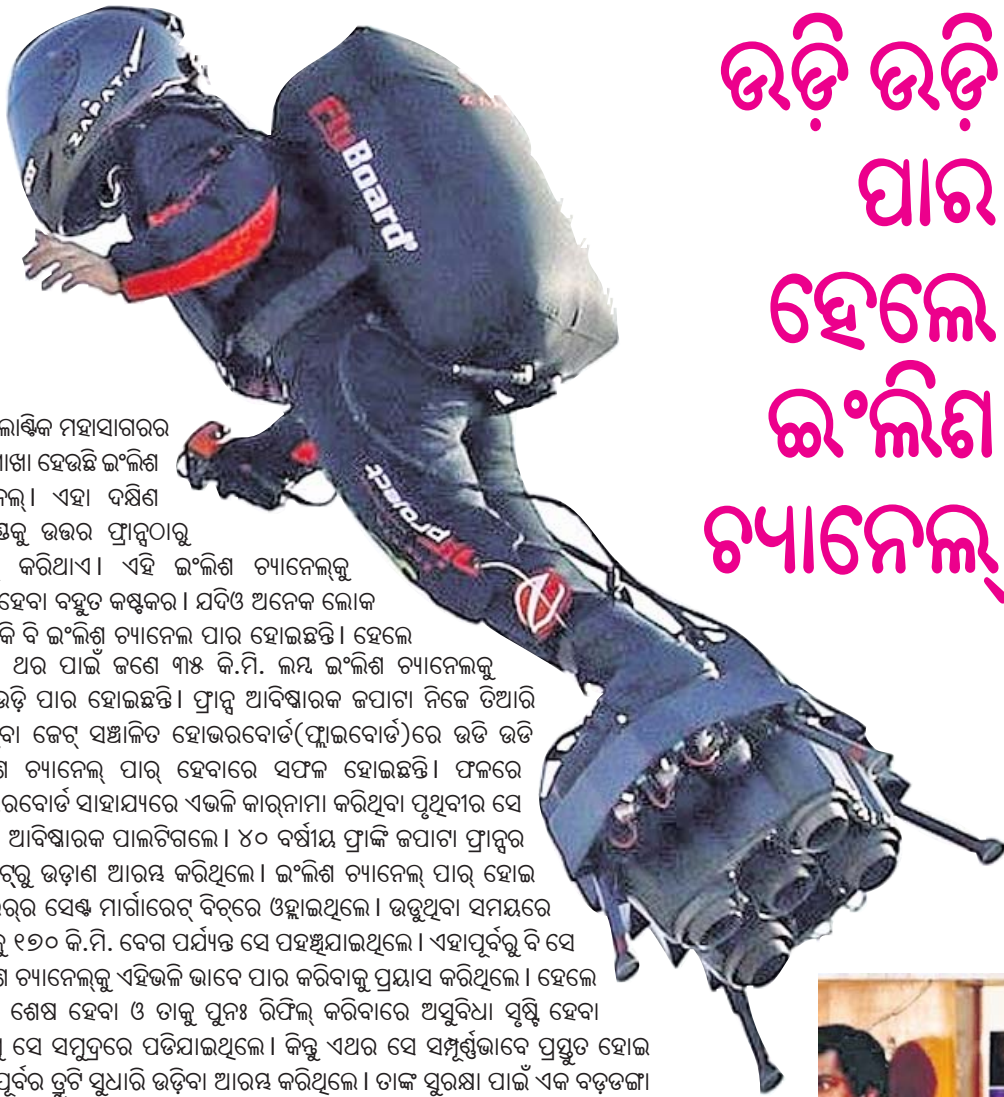 ଉଡ଼ି ଉଡ଼ି
ପାର
ହେଲେ
ଇଂଲିଶ
ଚ୍ୟାନେଲ୍
ZAPATA
FlyBoard
project
ମହାସାଗରର
ହେଉଛି ଇଂଲିଶ
ଏହା ଦକ୍ଷିଣ
ଉତ୍ତର ଫ୍ରାନ୍ସଠାରୁ
କରିଥାଏ। ଏହି ଇଂଲିଶ ଚ୍ୟାନେଲ୍‌କୁ
ହେବା ବହୁତ କଷ୍ଟକର। ଯଦିଓ ଅନେକ ଲୋକ
କି ବି ଇଂଲିଶ ଚ୍ୟାନେଲ ପାର ହୋଇଛନ୍ତି। ହେଲେ
ଥର ପାଇଁ ଜଣେ ୩୫ କି.ମି. ଲମ୍ବ ଇଂଲିଶ ଚ୍ୟାନେଲକୁ
ଉଡ଼ି ପାର ହୋଇଛନ୍ତି। ଫ୍ରାନ୍ସ ଆବିଷ୍କାରକ ଜପାଟା ନିଜେ ତିଆରି
ଜେଟ୍ ସଞ୍ଚାଳିତ ହୋଭରବୋର୍ଡ(ଫ୍ଲାଇବୋର୍ଡ)ରେ ଉଡି ଉଡି
ଚ୍ୟାନେଲ୍ ପାର୍ ହେବାରେ ସଫଳ ହୋଇଛନ୍ତି। ଫଳରେ
ସାହାଯ୍ୟରେ ଏଭଳି କାର୍‌ନାମା କରିଥିବା ପୃଥିବୀର ସେ
ଆବିଷ୍କାରକ ପାଲଟିଗଲେ। ୪୦ ବର୍ଷୀୟ ଫ୍ରାଙ୍କି ଜପାଟା ଫ୍ରାନ୍ସର
ଉଡ଼ାଣ ଆରମ୍ଭ କରିଥିଲେ। ଇଂଲିଶ ଚ୍ୟାନେଲ୍ ପାର୍ ହୋଇ
ସେଣ୍ଟ ମାର୍ଗାରେଟ୍ ବିଚ୍‌ରେ ଓହ୍ଲାଇଥିଲେ। ଉଡୁଥିବା ସମୟରେ
୧୭୦ କି.ମି. ବେଗ ପର୍ଯ୍ୟନ୍ତ ସେ ପହଞ୍ଚିଯାଇଥିଲେ। ଏହାପୂର୍ବରୁ ବି ସେ
ଚ୍ୟାନେଲ୍‌କୁ ଏହିଭଳି ଭାବେ ପାର କରିବାକୁ ପ୍ରୟାସ କରିଥିଲେ। ହେଲେ
ଶେଷ ହେବା ଓ ତାକୁ ପୁନଃ ରିଫିଲ୍ କରିବାରେ ଅସୁବିଧା ସୃଷ୍ଟି ହେବା
ସେ ସମୁଦ୍ରରେ ପଡିଯାଇଥିଲେ। କିନ୍ତୁ ଏଥର ସେ ସମ୍ପୂର୍ଣ୍ଣଭାବେ ପ୍ରସ୍ତୁତ ହୋଇ
ପୂର୍ବର ତ୍ରୁଟି ସୁଧାରି ଉଡ଼ିବା ଆରମ୍ଭ କରିଥିଲେ। ତାଙ୍କ ସୁରକ୍ଷା ପାଇଁ ଏକ ବଡ଼ଡଙ୍ଗା